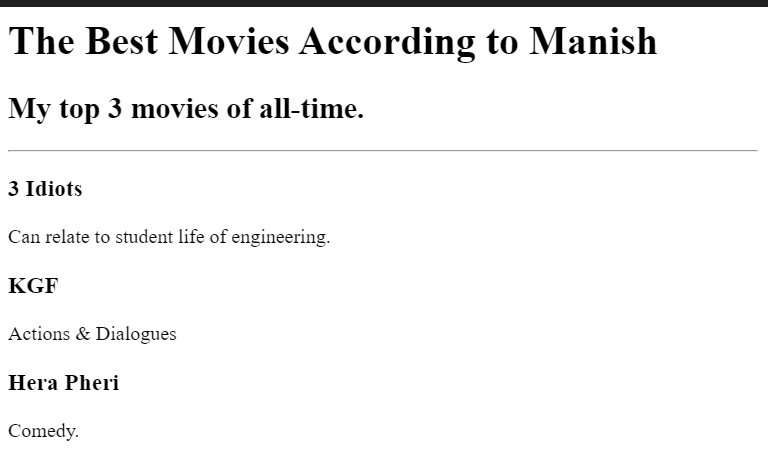 The Best Movies According to Manish
My top 3 movies of all-time.
3 Idiots
Can relate to student life of engineering.
KGF
Actions & Dialogues
Hera Pheri
Comedy.